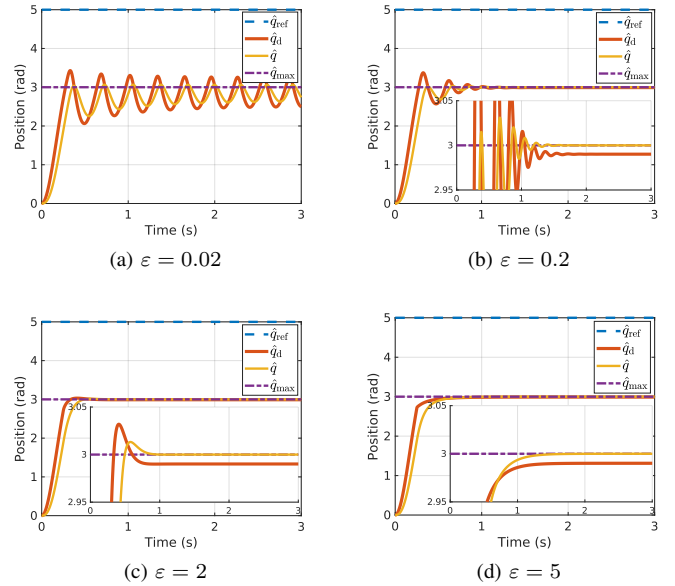 5
4
3
2
1
0
Position (rad)
0 1 2 3
Time (s)
q̂ref
q̂d
q̂
q̂max
(a) ε = 0.02
5
4
3
2
1
0
Position (rad)
0 1 2 3
Time (s)
q̂ref
q̂d
q̂
q̂max
3.05
3
2.95
0 1 2 3
(b) ε = 0.2
5
4
3
2
1
0
Position (rad)
0 1 2 3
Time (s)
q̂ref
q̂d
q̂
q̂max
3.05
3
2.95
0 1 2 3
(c) ε = 2
5
4
3
2
1
0
Position (rad)
0 1 2 3
Time (s)
q̂ref
q̂d
q̂
q̂max
3.05
3
2.95
0 1 2 3
(d) ε = 5